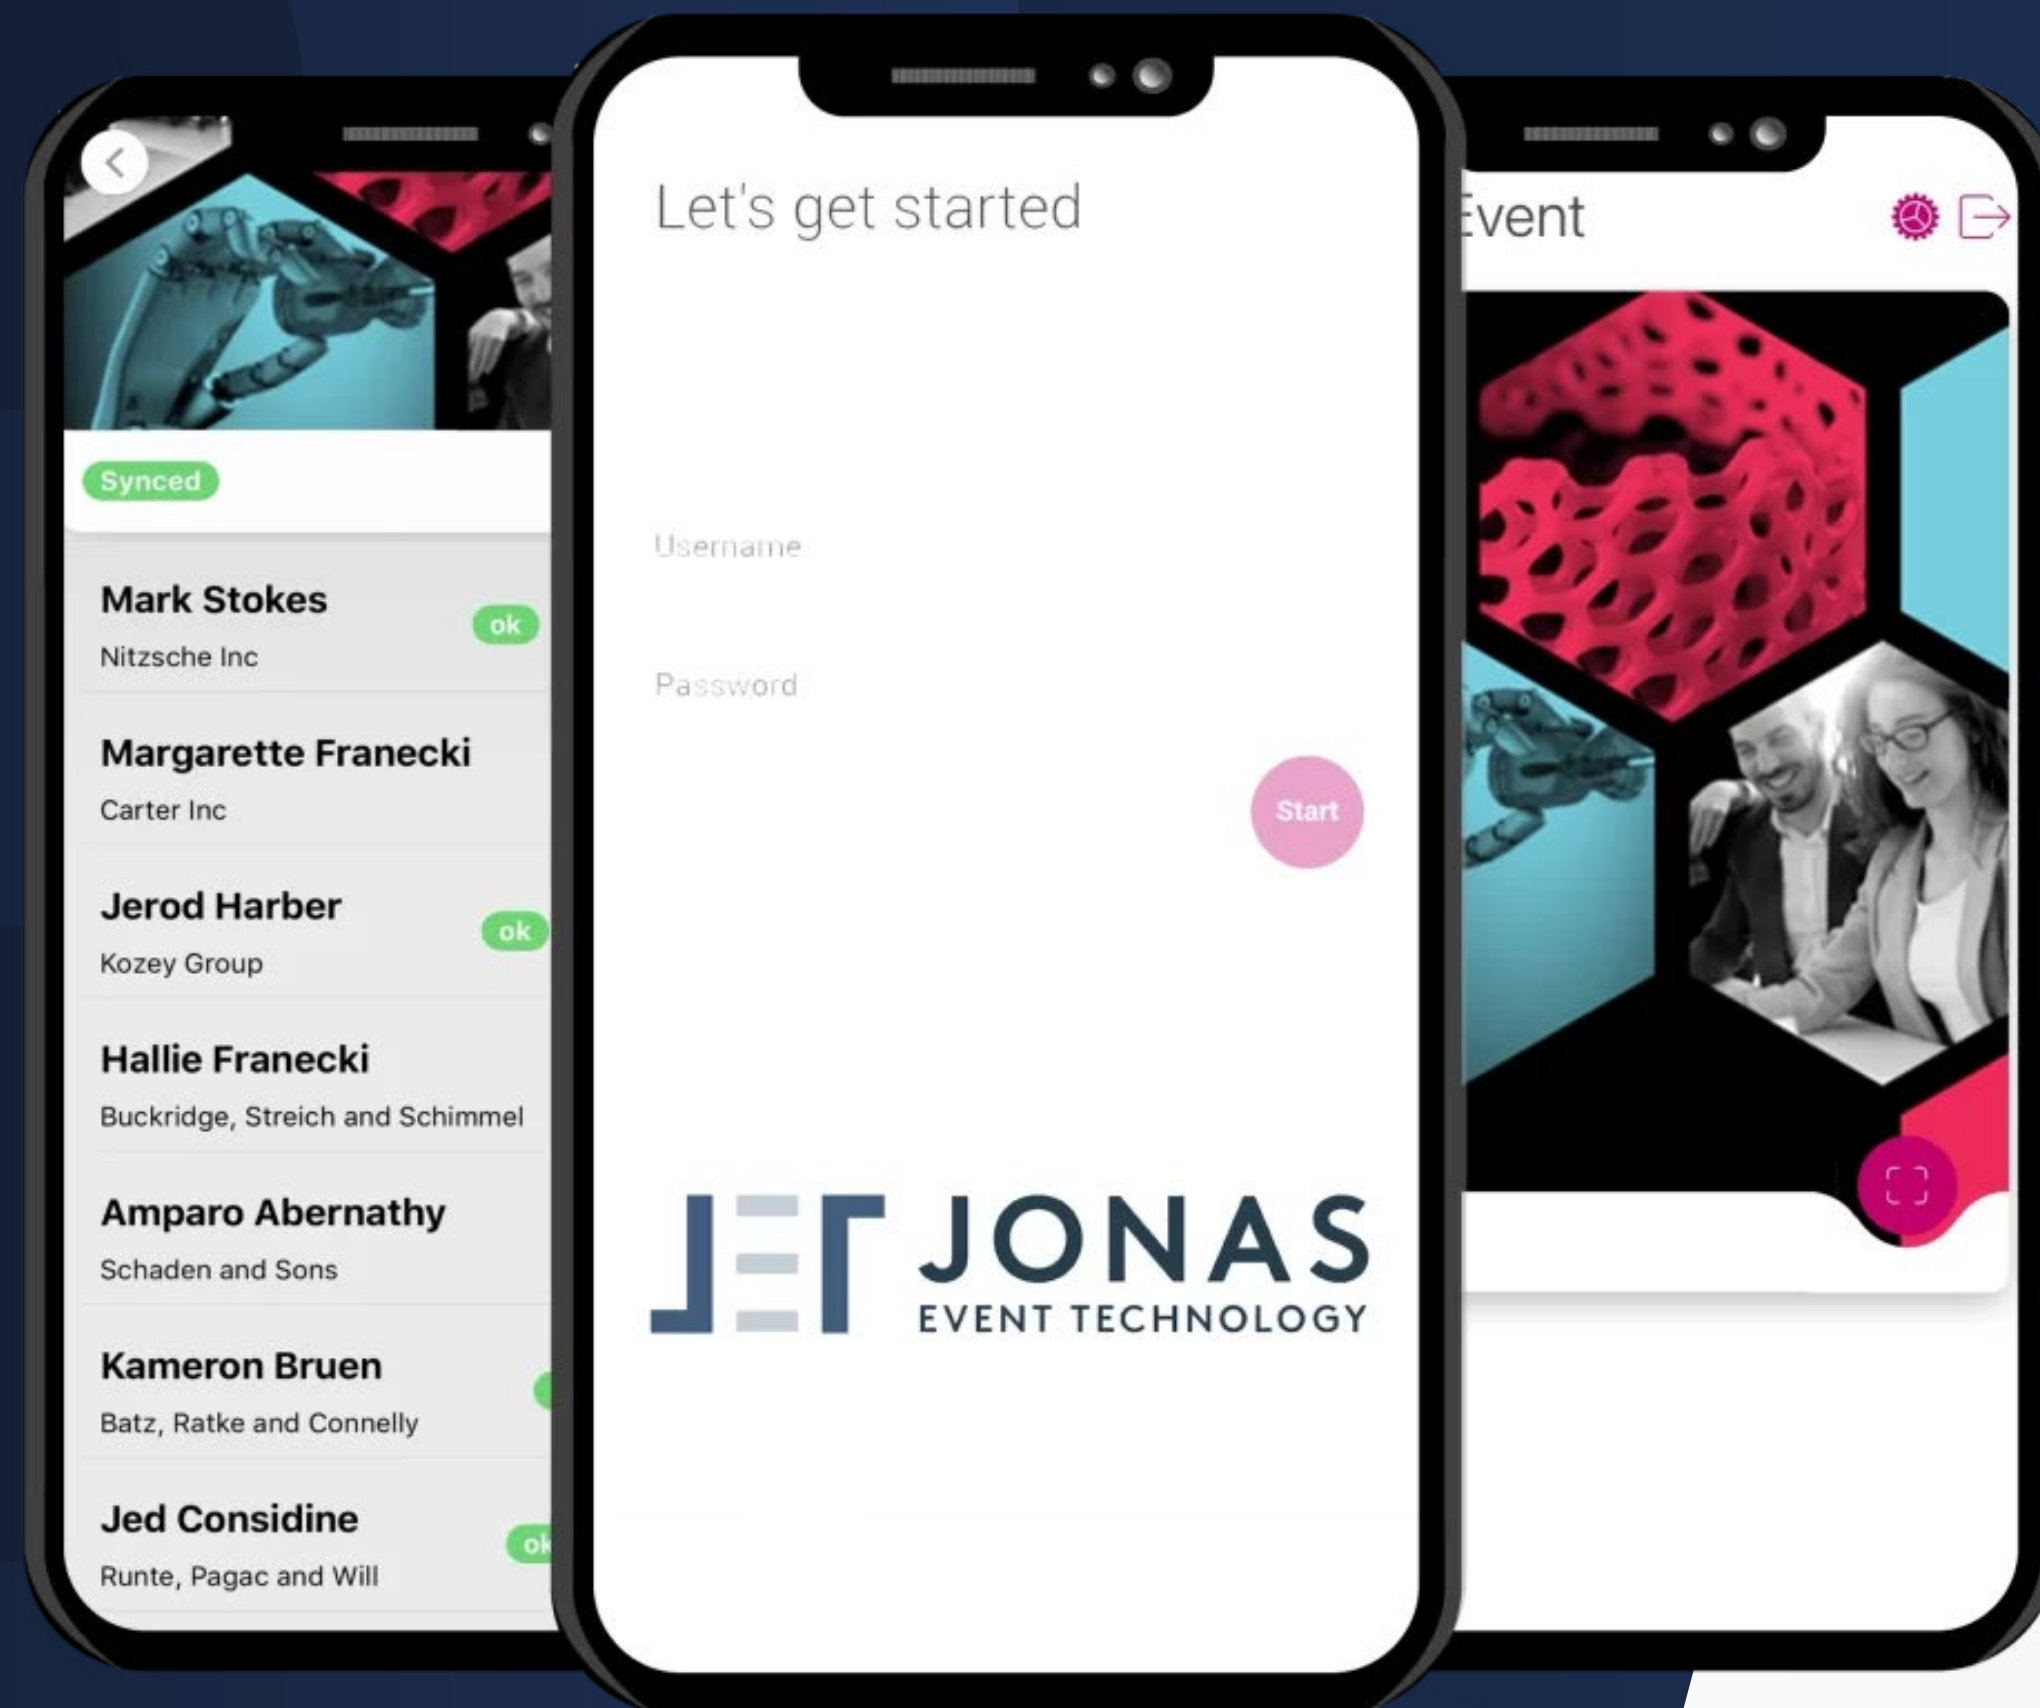 Synced
Mark Stokes
ok
Nitzsche Inc
Margarette Franecki
Carter Inc
Jerod Harber
ok
Kozey Group
Hallie Franecki
Buckridge, Streich and Schimmel
Amparo Abernathy
Schaden and Sons
Kameron Bruen
Batz, Ratke and Connelly
Jed Considine
ok
Runte, Pagac and Will
Let's get started
Username
Password
Start
JET JONAS
EVENT TECHNOLOGY
Event